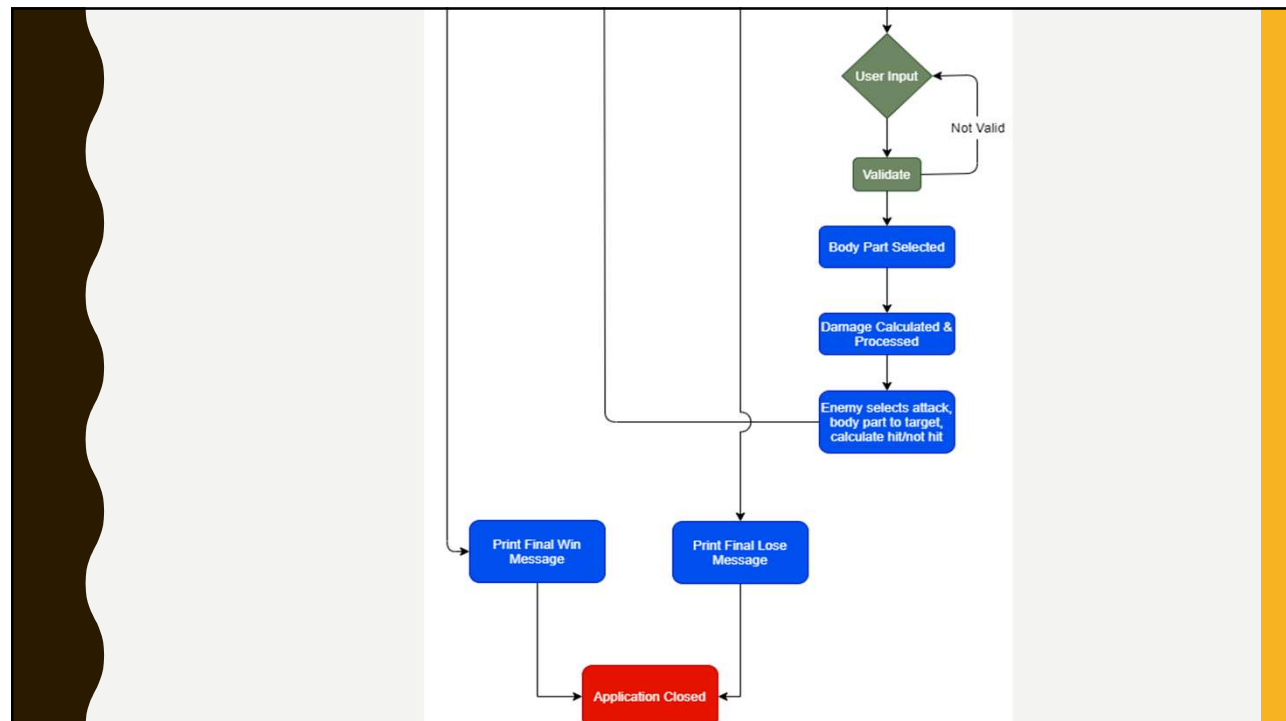 User Input
Not Valid
Validate
Body Part Selected
Damage Calculated &
Processed
Enemy selects attack,
body part to target,
calculate hit/not hit
Print Final Win
Message
Print Final Lose
Message
Application Closed